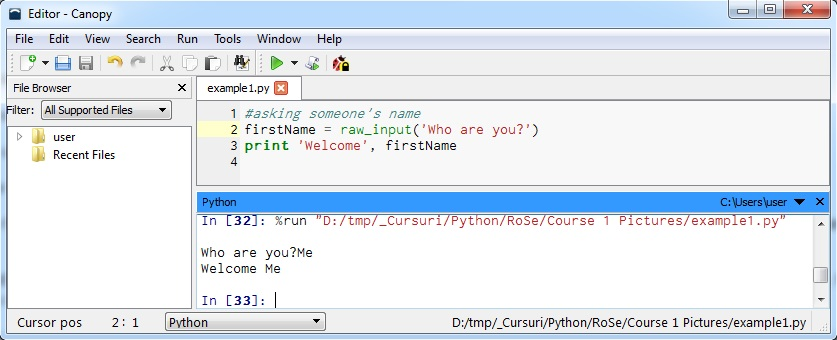 Editor - Canopy
File Edit View Search Run Tools Window Help
File Browser
Filter: All Supported Files
user
Recent Files
example1.py
1 #asking someone's name
2 firstName = raw_input('Who are you?')
3 print 'Welcome', firstName
4
Python C:\Users\user
In [32]: %run "D:/tmp/_Cursuri/Python/RoSe/Course 1 Pictures/example1.py"
Who are you?Me
Welcome Me
In [33]:
Cursor pos 2: 1 Python D:/tmp/_Cursuri/Python/RoSe/Course 1 Pictures/example1.py